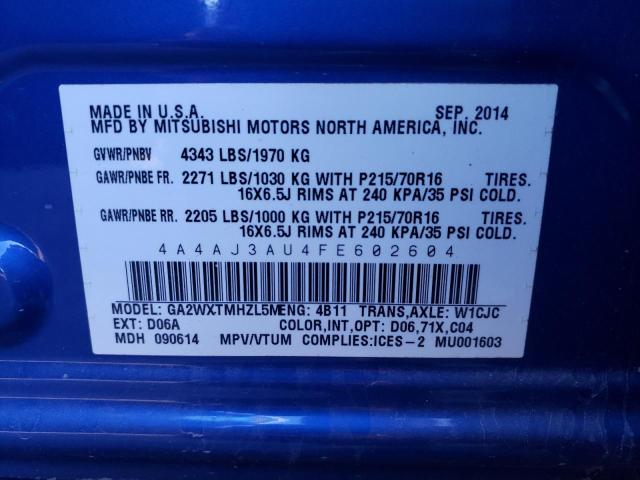 MADE IN U.S.A. SEP. 2014
MFD BY MITSUBISHI MOTORS NORTH AMERICA, INC.
GVWR/PNBV 4343 LBS/1970 KG
GAWR/PNBE FR. 2271 LBS/1030 KG WITH P215/70R16 TIRES.
16X6.5J RIMS AT 240 KPA/35 PSI COLD.
GAWR/PNBE RR. 2205 LBS/1000 KG WITH P215/70R16 TIRES.
16X6.5J RIMS AT 240 KPA/35 PSI COLD.
4A4AJ3AU4FE602604
MODEL: GA2WXTMHZL5M ENG: 4B11 TRANS,AXLE: W1CJC
EXT: D06A COLOR,INT,OPT: D06,71X,C04
MDH 090614 MPV/VTUM COMPLIES:ICES-2 MU001603